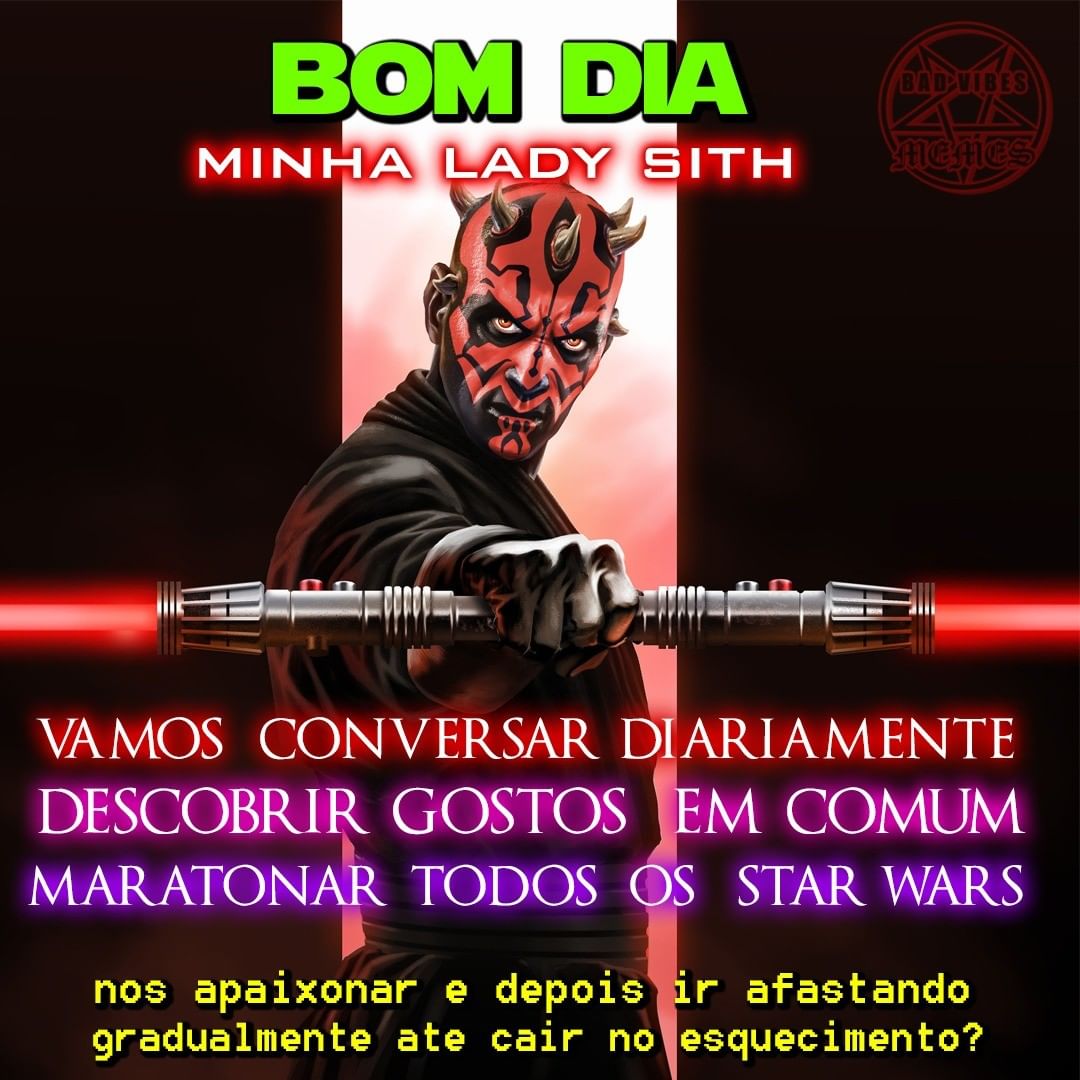 BOM DIA
BAD VIBES
MEMES
MINHA LADY SITH
VAMOS CONVERSAR DIARIAMENTE
DESCOBRIR GOSTOS EM COMUM
MARATONAR TODOS OS STAR WARS
nos apaixonar e depois ir afastando
gradualmente ate cair no esquecimento?